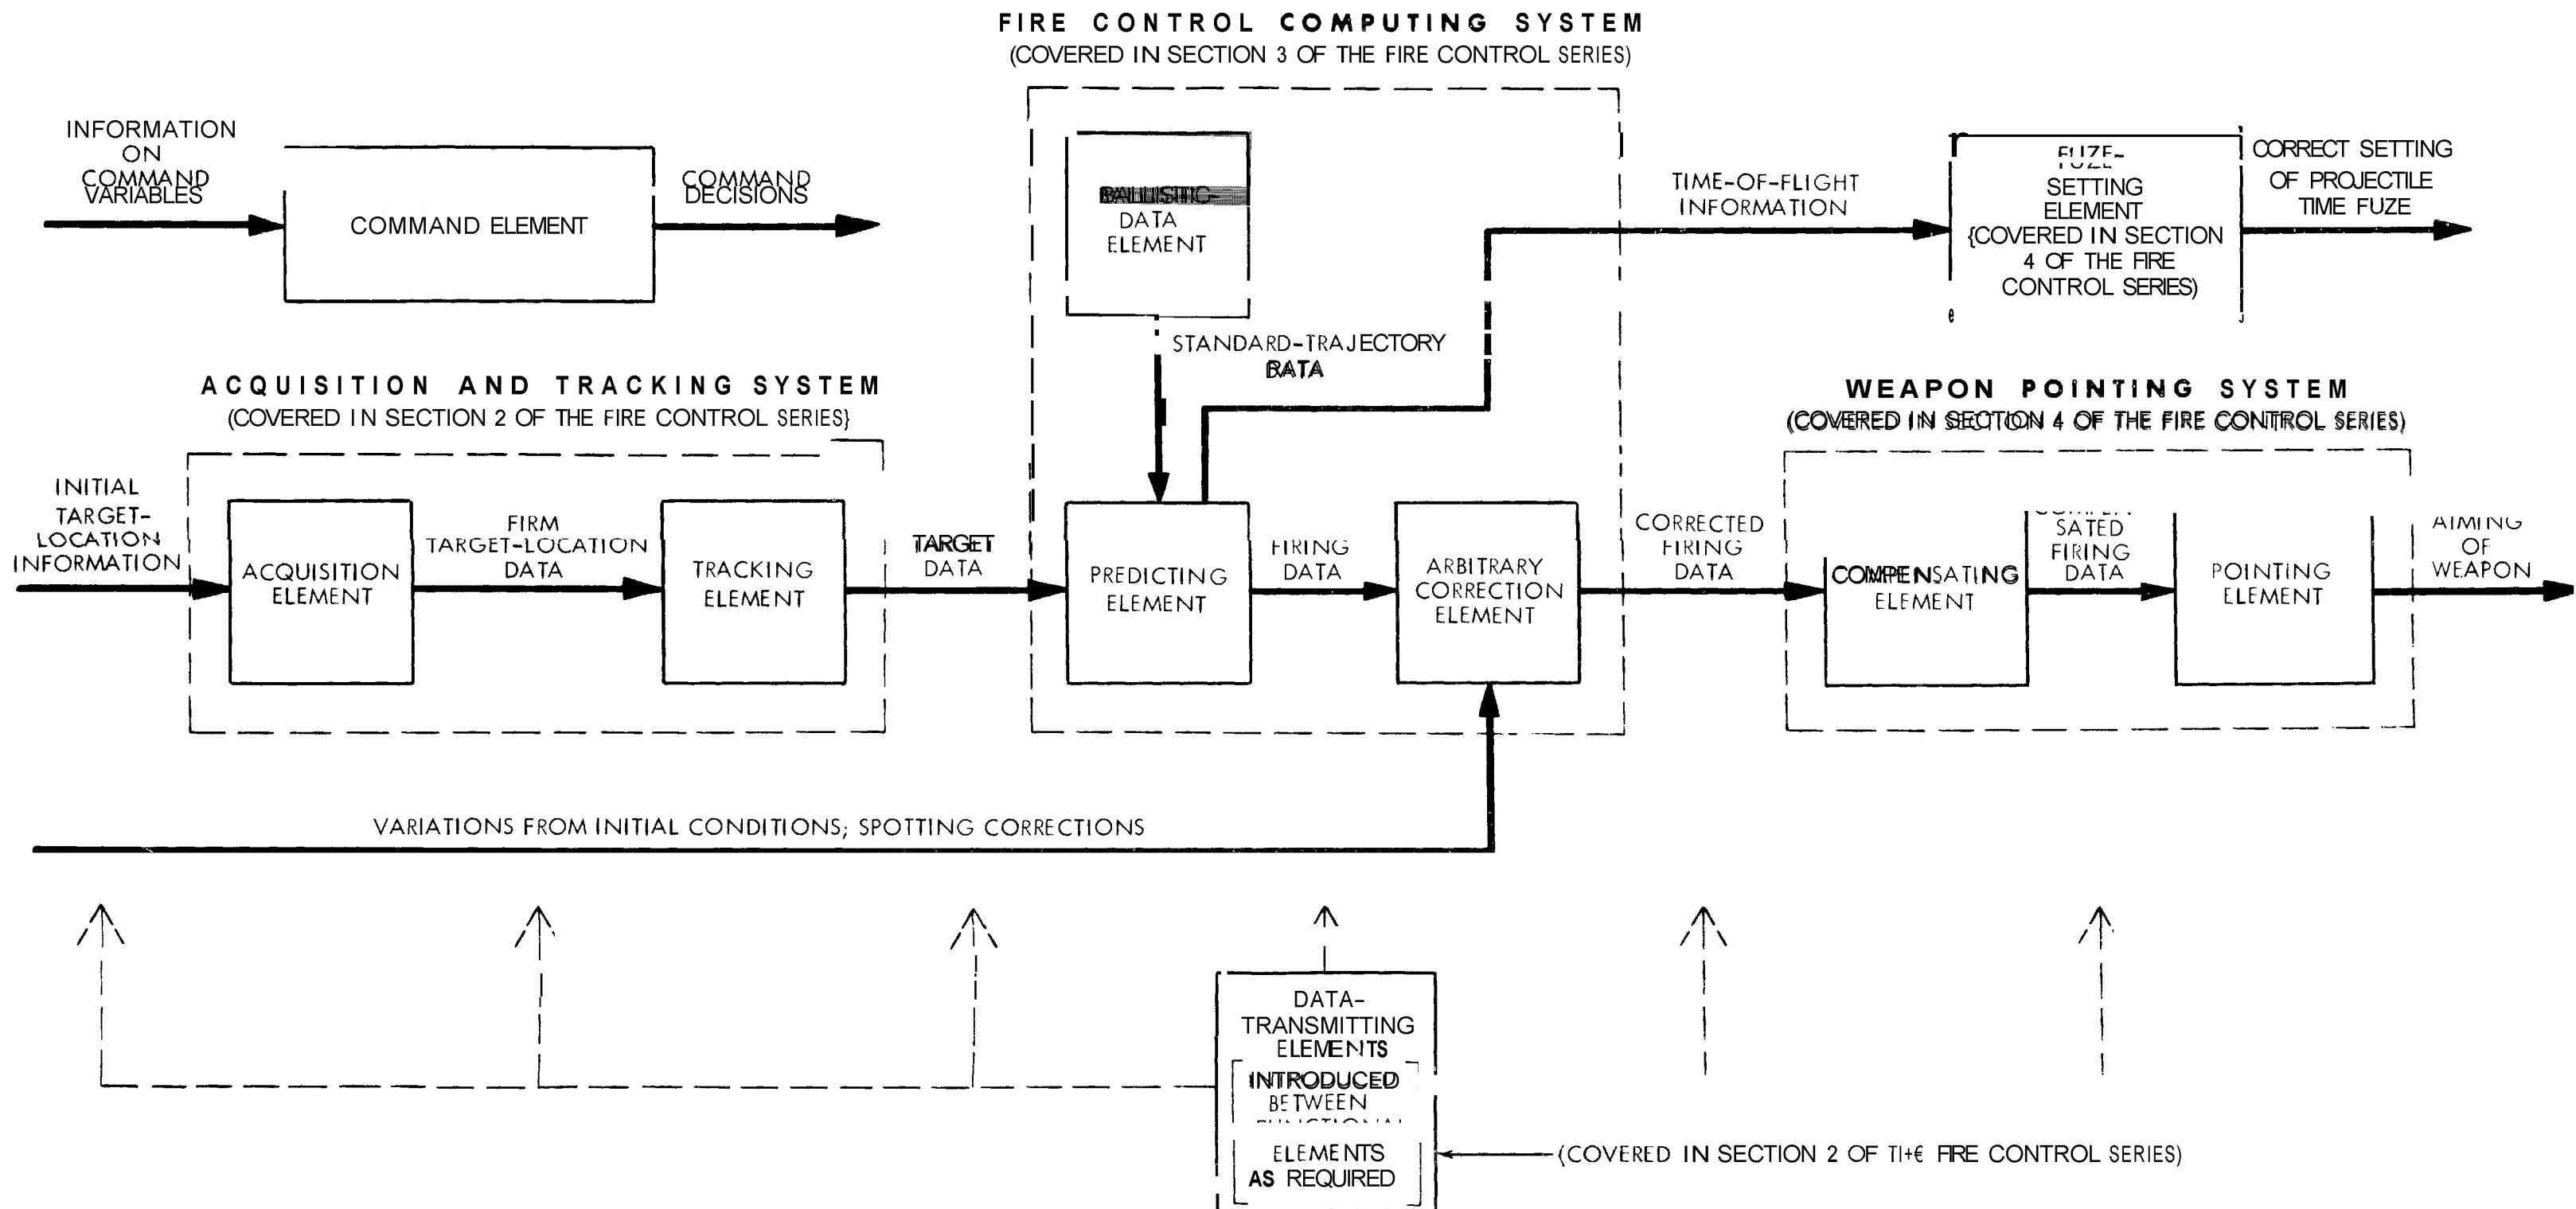 FIRE CONTROL COMPUTING SYSTEM
(COVERED IN SECTION 3 OF THE FIRE CONTROL SERIES)
INFORMATION
ON
COMMAND
VARIABLES
COMMAND ELEMENT
COMMAND
DECISIONS
BALLISTIC-
DATA
ELEMENT
TIME-OF-FLIGHT
INFORMATION
FUZE-
SETTING
ELEMENT
{COVERED IN SECTION
4 OF THE FIRE
CONTROL SERIES)
CORRECT SETTING
OF PROJECTILE
TIME FUZE
STANDARD-TRAJECTORY
DATA
ACQUISITION AND TRACKING SYSTEM
(COVERED IN SECTION 2 OF THE FIRE CONTROL SERIES}
WEAPON POINTING SYSTEM
(COVERED IN SECTION 4 OF THE FIRE CONTROL SERIES)
INITIAL
TARGET-
LOCATION
INFORMATION
ACQUISITION
ELEMENT
FIRM
TARGET-LOCATION
DATA
TRACKING
ELEMENT
TARGET
DATA
PREDICTING
ELEMENT
FIRING
DATA
ARBITRARY
CORRECTION
ELEMENT
CORRECTED
FIRING
DATA
COMPENSATING
ELEMENT
SATED
FIRING
DATA
POINTING
ELEMENT
AIMING
OF
WEAPON
VARIATIONS FROM INITIAL CONDITIONS; SPOTTING CORRECTIONS
DATA-
TRANSMITTING
ELEMENTS
INTRODUCED
BETWEEN
FUNCTIONAL
ELEMENTS
AS REQUIRED
(COVERED IN SECTION 2 OF FIRE CONTROL SERIES)